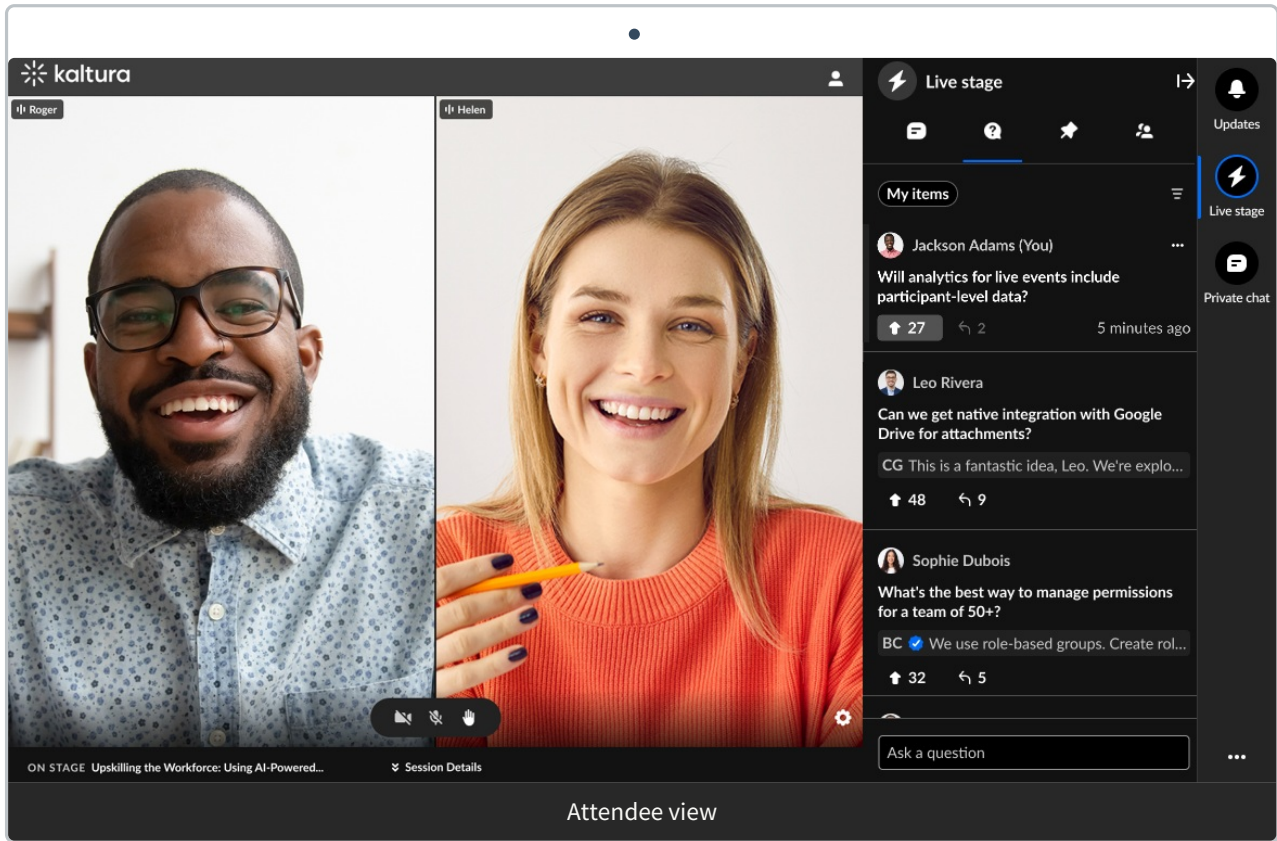 kaltura
Roger
Helen
Live stage
My items
Jackson Adams (You)
Will analytics for live events include
participant-level data?
27
2
5 minutes ago
Leo Rivera
Can we get native integration with Google
Drive for attachments?
CG This is a fantastic idea, Leo. We're explo...
48
9
Sophie Dubois
What's the best way to manage permissions
for a team of 50+?
BC We use role-based groups. Create rol...
32
5
Ask a question
Updates
Live stage
Private chat
ON STAGE Upskilling the Workforce: Using AI-Powered...
Session Details
Attendee view